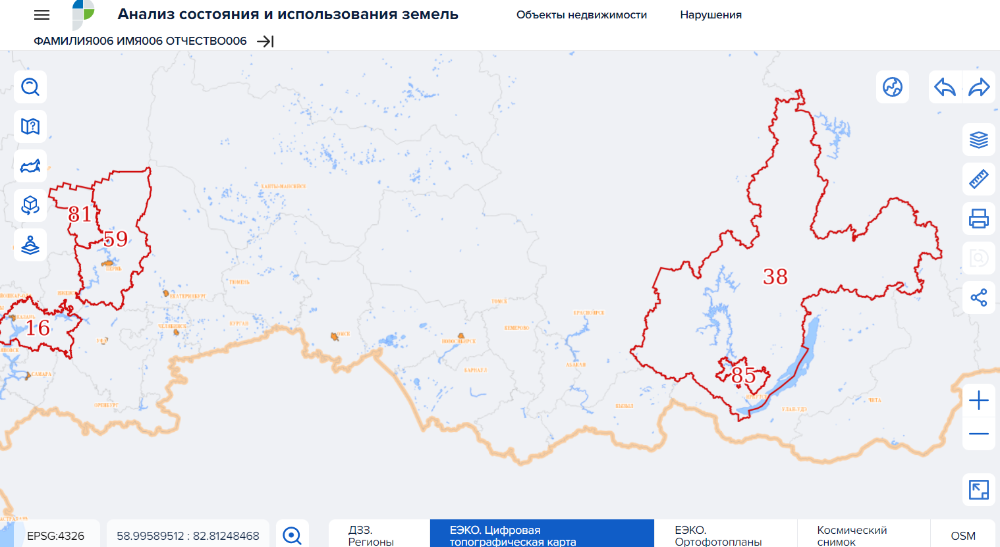 Анализ состояния и использования земель
Объекты недвижимости
Нарушения
ФАМИЛИЯ006 ИМЯ006 ОТЧЕСТВО006
ХАНТЫ-МАНСИЙСК
81
59
ПЕРМЬ
38
ТЮМЕНЬ
ЕКАТЕРИНБУРГ
ТОМСК
КРАСНОЯРСК
КАЗАНЬ
16
ЧЕЛЯБИНСК
КУРГАН
КЕМЕРОВО
ОМСК
НОВОСИБИРСК
АБАКАН
БАРНАУЛ
85
САМАРА
ИРКУТСК
ОРЕНБУРГ
КЫЗЫЛ
УЛАН-УДЭ
ЧИТА
EPSG:4326
58.99589512 : 82.81248468
ДЗЗ.
Регионы
ЕЭКО. Цифровая
топографическая карта
ЕЭКО.
Ортофотопланы
Космический
снимок
OSM